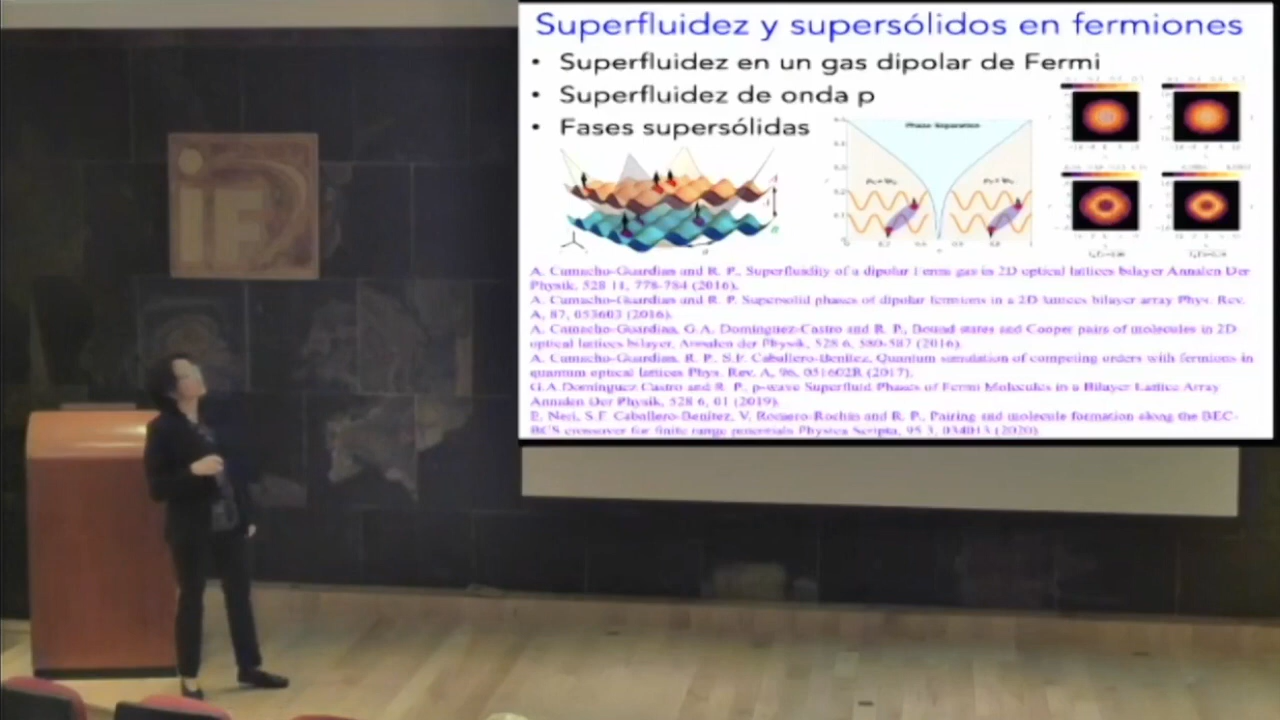 Superfluidez y supersólidos en fermiones
• Superfluidez en un gas dipolar de Fermi
• Superfluidez de onda p
• Fases supersólidas
Phase Separation
A. Camacho-Guardian and R. P., Superfluidity of a dipolar Fermi gas in 2D optical lattices bilayer Annalen Der
Physik, 528 11, 778-784 (2016).
A. Camacho-Guardian and R. P. Supersolid phases of dipolar fermions in a 2D lattices bilayer array Phys. Rev.
A, 87, 053603 (2016).
A. Camacho-Guardian, G.A. Domínguez-Castro and R. P., Bound states and Cooper pairs of molecules in 2D
optical lattices bilayer, Annalen der Physik, 528 6, 580-587 (2016).
A. Camacho-Guardian, R. P., S.F. Caballero-Benítez, Quantum simulation of competing orders with fermions in
quantum optical lattices Phys. Rev. A, 96, 051602R (2017).
G.A Domínguez Castro and R. P., p-wave Superfluid Phases of Fermi Molecules in a Bilayer Lattice Array
Annalen Der Physik, 528 6, 01 (2019).
E. Neri, S.F. Caballero-Benítez, V. Romero-Rochín and R. P., Pairing and molecule formation along the BEC-
BCS crossover for finite range potentials Physica Scripta, 95 3, 034013 (2020).
iF